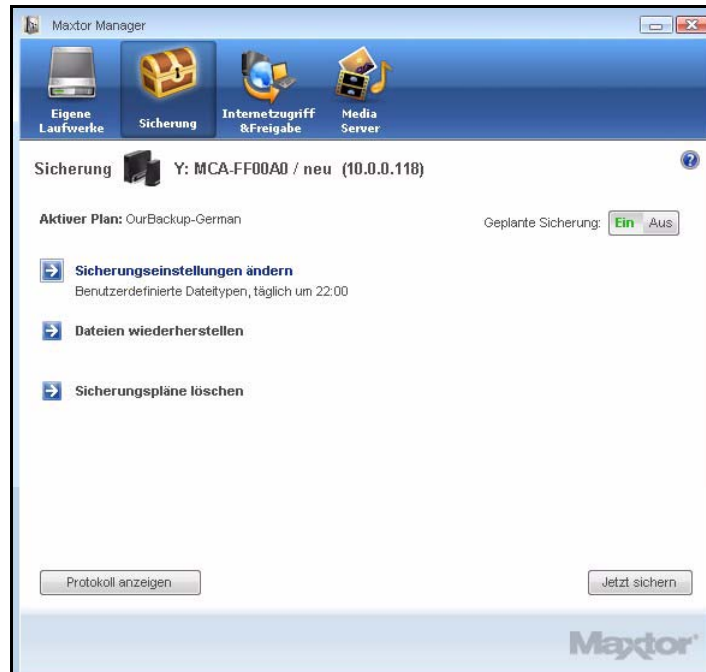 Maxtor Manager
Eigene
Laufwerke
Sicherung
Internetzugriff
&Freigabe
Media
Server
Sicherung Y: MCA-FF00A0 / neu (10.0.0.118)
?
Aktiver Plan: OurBackup-German
Geplante Sicherung: Ein Aus
Sicherungseinstellungen ändern
Benutzerdefinierte Dateitypen, täglich um 22:00
Dateien wiederherstellen
Sicherungspläne löschen
Protokoll anzeigen
Jetzt sichern
Maxtor